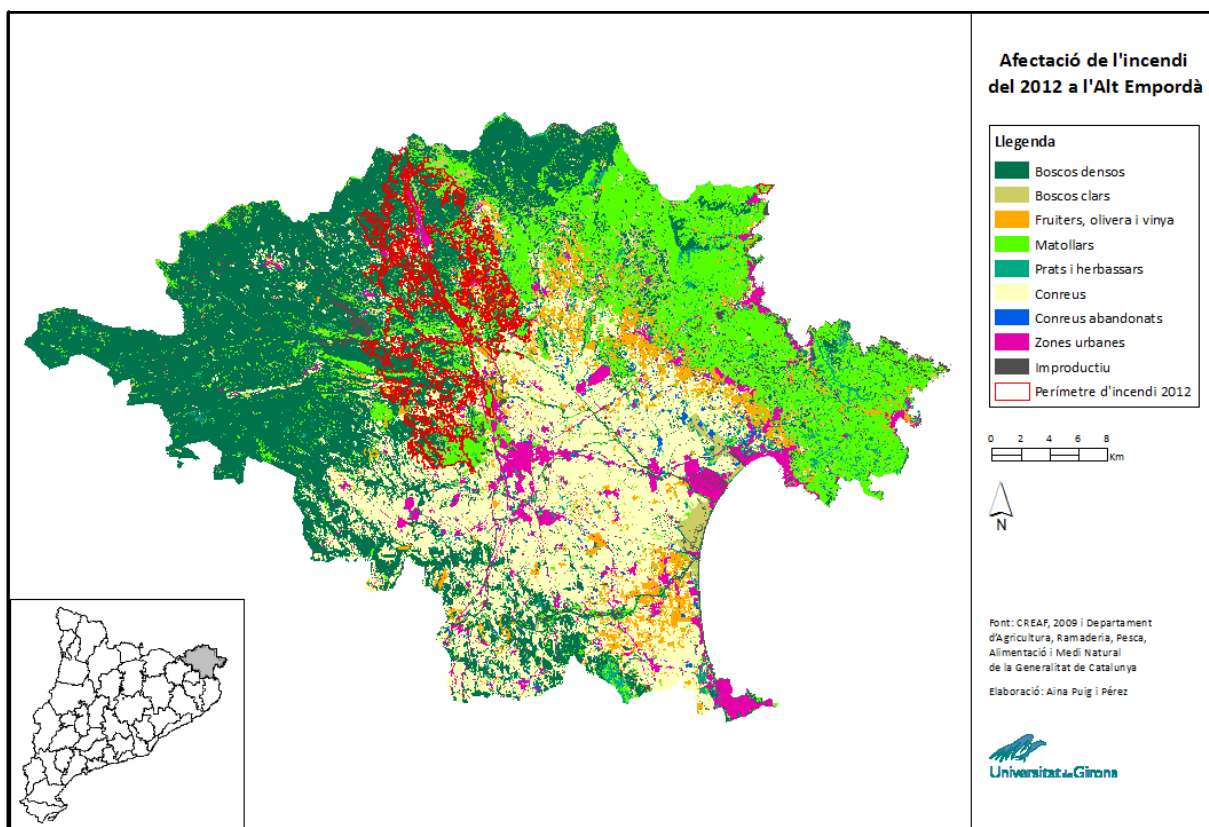 Afectació de l'incendi
del 2012 a l'Alt Empordà
Llegenda
Boscos densos
Boscos clars
Fruiters, olivera i vinya
Matollars
Prats i herbassars
Conreus
Conreus abandonats
Zones urbanes
Improductiu
Perímetre d'incendi 2012
0 2 4 6 8
Km
N
Font: CREAF, 2009 i Departament
d'Agricultura, Ramaderia, Pesca,
Alimentació i Medi Natural
de la Generalitat de Catalunya
Elaboració: Aina Puig i Pérez
Universitat de Girona